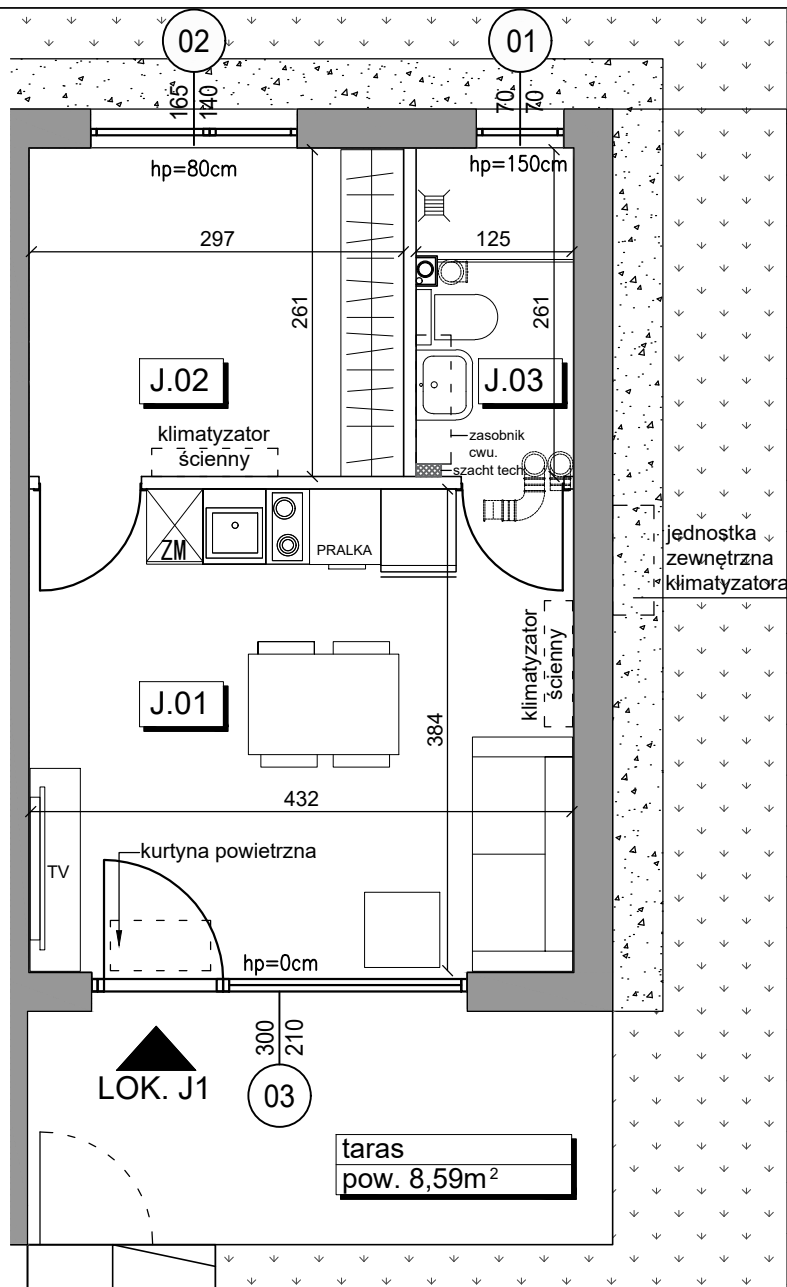 02
01
165
140
70
70
hp=80cm
hp=150cm
297
125
261
261
J.02
J.03
klimatyzator
ścienny
zasobnik
cwu.
szacht tech.
ZM
PRALKA
jednostka
zewnętrzna
klimatyzatora
klimatyzator
ścienny
J.01
384
432
TV
kurtyna powietrzna
hp=0cm
300
210
LOK. J1
03
taras
pow. 8,59m²